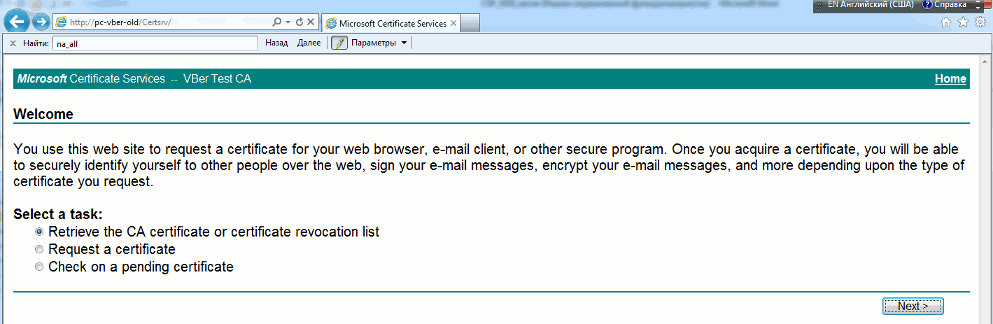 EN Английский (США) Справка
http://pc-vber-old/Certsrv/
Microsoft Certificate Services
Найти: na_all Назад Далее Параметры
Microsoft Certificate Services -- VBer Test CA Home
Welcome
You use this web site to request a certificate for your web browser, e-mail client, or other secure program. Once you acquire a certificate, you will be able
to securely identify yourself to other people over the web, sign your e-mail messages, encrypt your e-mail messages, and more depending upon the type of
certificate you request.
Select a task:
Retrieve the CA certificate or certificate revocation list
Request a certificate
Check on a pending certificate
Next >